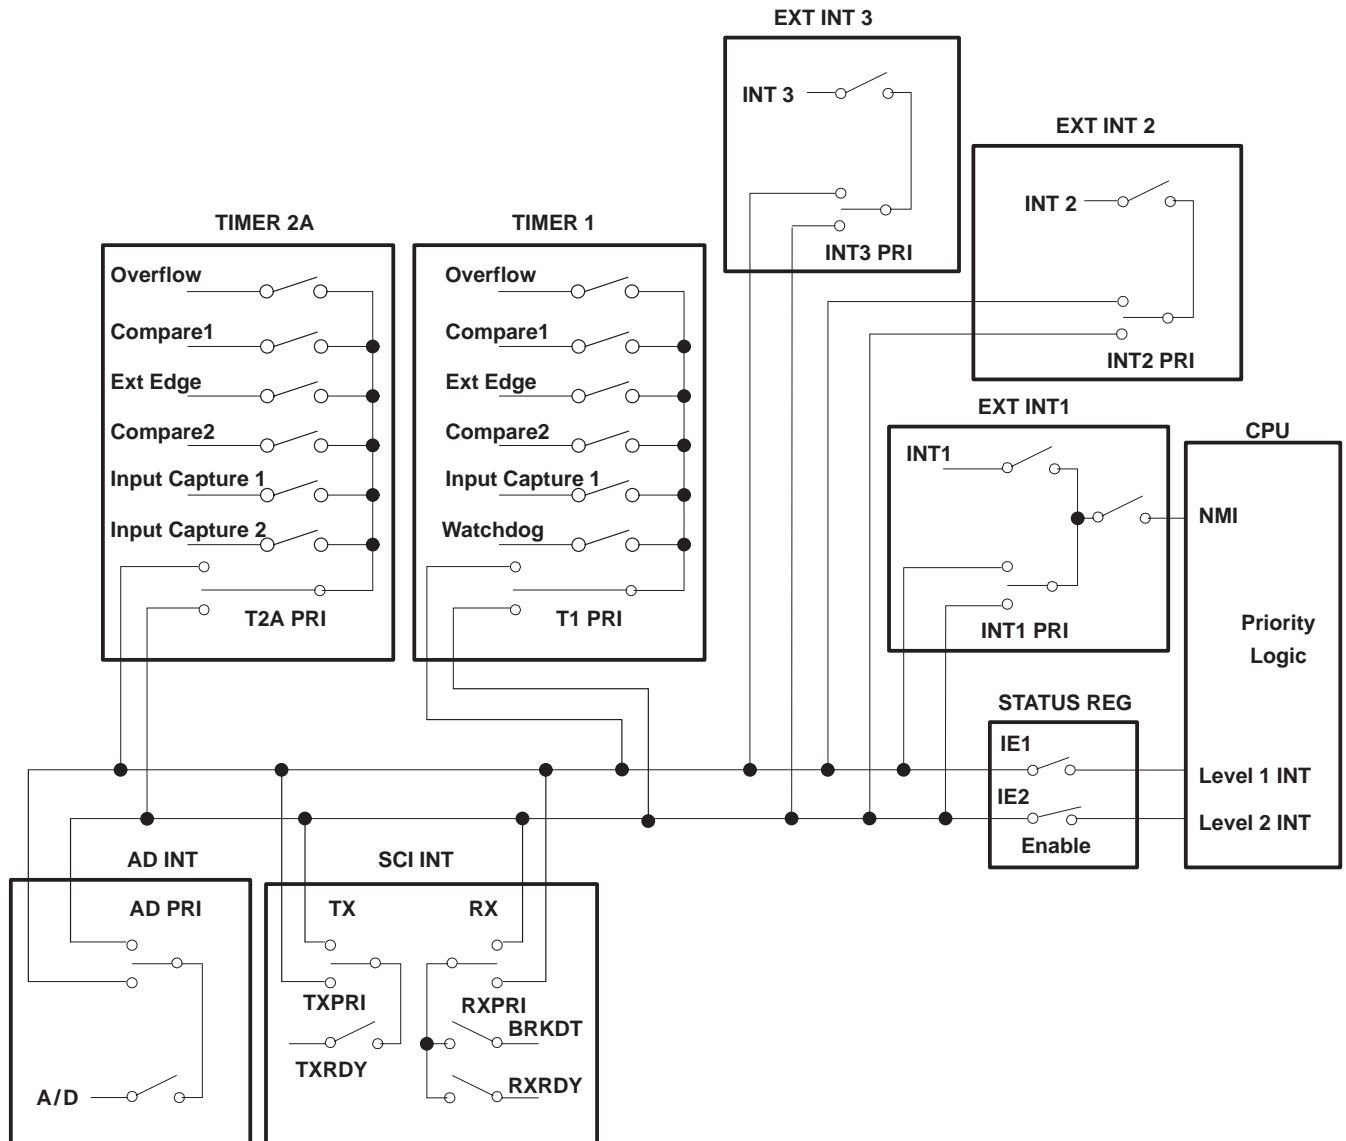 EXT INT 3
INT 3
INT3 PRI
EXT INT 2
INT 2
INT2 PRI
TIMER 2A
Overflow
Compare1
Ext Edge
Compare2
Input Capture 1
Input Capture 2
T2A PRI
TIMER 1
Overflow
Compare1
Ext Edge
Compare2
Input Capture 1
Watchdog
T1 PRI
EXT INT1
INT1
INT1 PRI
CPU
NMI
Priority
Logic
Level 1 INT
Level 2 INT
STATUS REG
IE1
IE2
Enable
AD INT
AD PRI
A/D
SCI INT
TX
RX
TXPRI
RXPRI
BRKDT
TXRDY
RXRDY